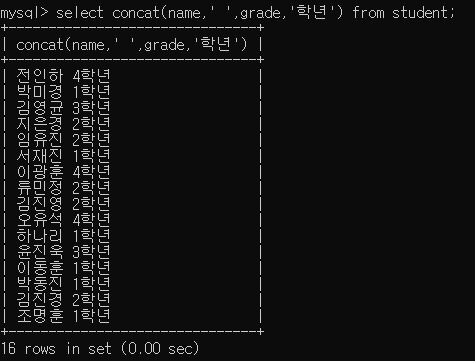 mysql> select concat(name,' ',grade,'학년') from student;
+-------------------------------+
| concat(name,' ',grade,'학년') |
+-------------------------------+
| 전인하 4학년 |
| 박미경 1학년 |
| 김영균 3학년 |
| 지은경 2학년 |
| 임유진 2학년 |
| 서재진 1학년 |
| 이광훈 4학년 |
| 류민정 2학년 |
| 김진영 2학년 |
| 오유석 4학년 |
| 하나리 1학년 |
| 윤진욱 3학년 |
| 이동훈 1학년 |
| 박동진 1학년 |
| 김진경 2학년 |
| 조명훈 1학년 |
+-------------------------------+
16 rows in set (0.00 sec)